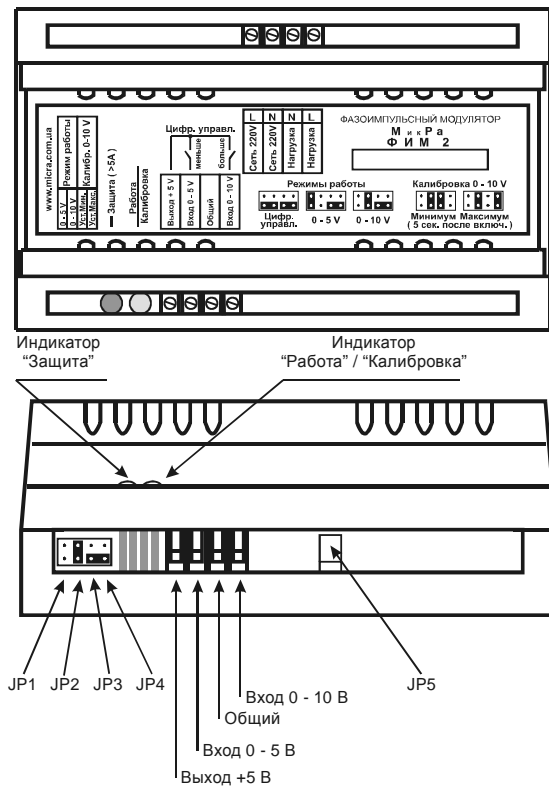 L N N L
Сеть 220V
Сеть 220V
Нагрузка
Нагрузка
ФАЗОИМПУЛЬСНЫЙ МОДУЛЯТОР
МикРа
ФИМ 2
www.micra.com.ua
0 - 5 V
0 - 10 V
Режим работы
Уст.Мин.
Уст.Макс.
Калибр. 0-10 V
Защита ( >5А )
Работа
Калибровка
Цифр. управл.
меньше
больше
Выход + 5 V
Вход 0 - 5 V
Общий
Вход 0 - 10 V
Режимы работы
Цифр.
управл.
0 - 5 V
0 - 10 V
Калибровка 0 - 10 V
Минимум Максимум
( 5 сек. после включ. )
Индикатор
“Защита”
Индикатор
“Работа” / “Калибровка”
JP1 JP2 JP3 JP4
JP5
Вход 0 - 10 В
Общий
Вход 0 - 5 В
Выход +5 В